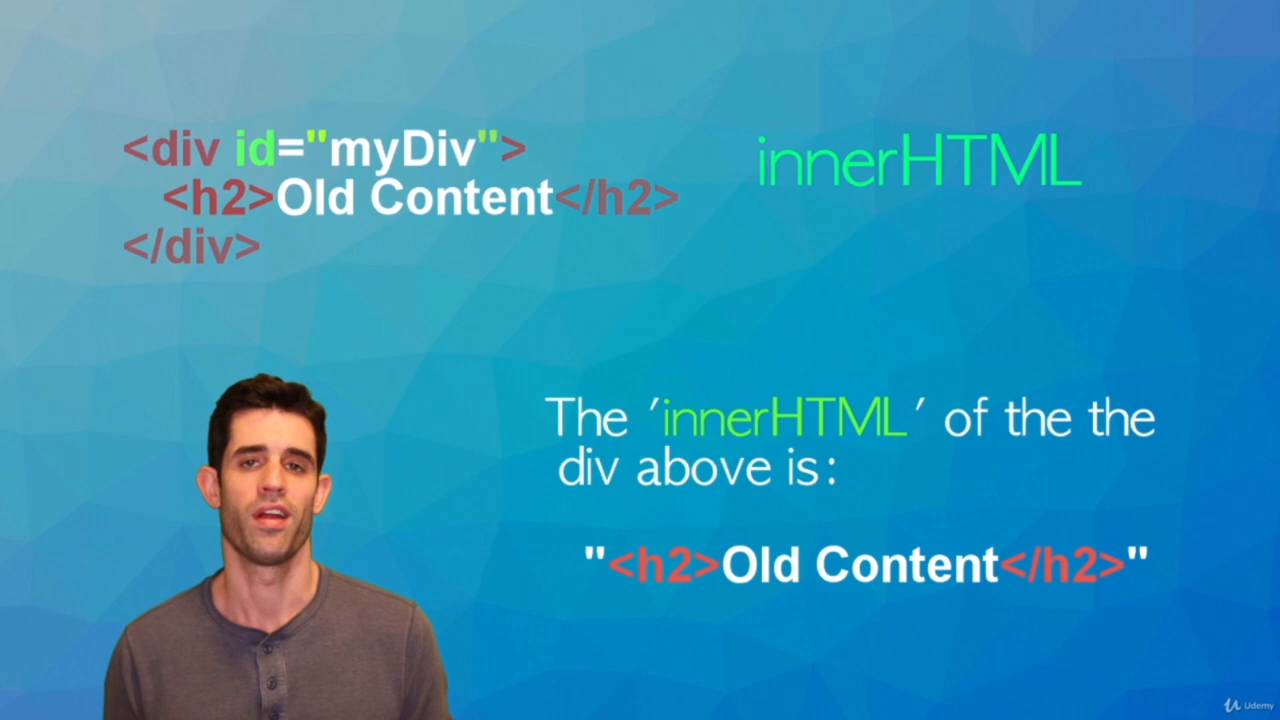 <div id="myDiv">
<h2>Old Content</h2>
</div>
innerHTML
The 'innerHTML' of the the
div above is:
"<h2>Old Content</h2>"
Udemy